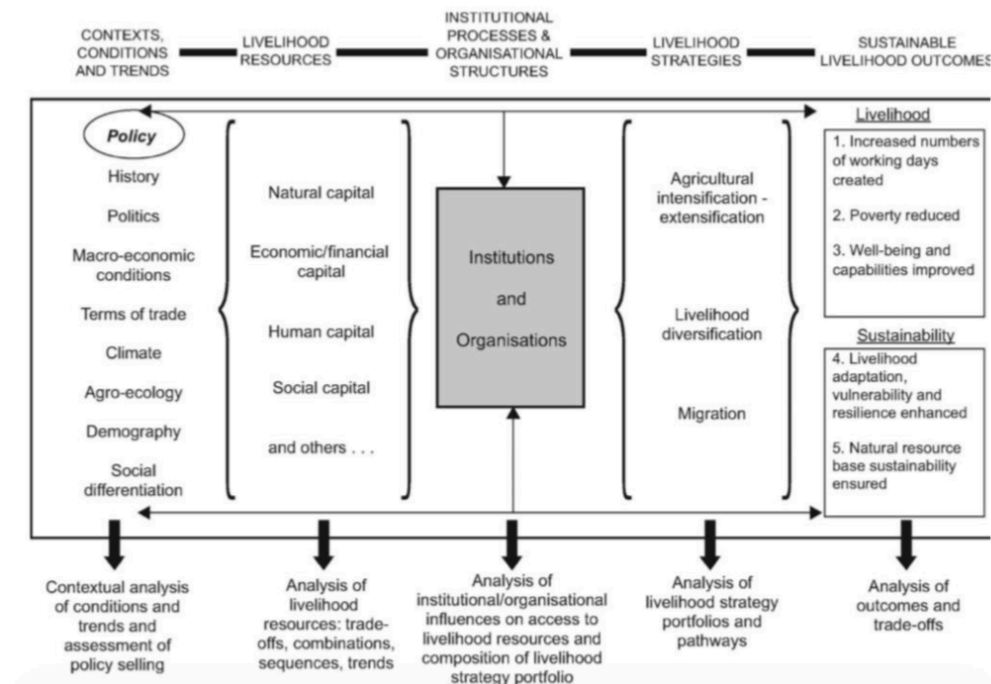 CONTEXTS,
CONDITIONS
AND TRENDS
LIVELIHOOD
RESOURCES
INSTITUTIONAL
PROCESSES &
ORGANISATIONAL
STRUCTURES
LIVELIHOOD
STRATEGIES
SUSTAINABLE
LIVELIHOOD OUTCOMES
Policy
History
Politics
Macro-economic
conditions
Terms of trade
Climate
Agro-ecology
Demography
Social
differentiation
Natural capital
Economic/financial
capital
Human capital
Social capital
and others . . .
Institutions
and
Organisations
Agricultural
intensification -
extensification
Livelihood
diversification
Migration
Livelihood
1. Increased numbers
of working days
created
2. Poverty reduced
3. Well-being and
capabilities improved
Sustainability
4. Livelihood
adaptation,
vulnerability and
resilience enhanced
5. Natural resource
base sustainability
ensured
Contextual analysis
of conditions and
trends and
assessment of
policy selling
Analysis of
livelihood
resources: trade-
offs, combinations,
sequences, trends
Analysis of
institutional/organisational
influences on access to
livelihood resources and
composition of livelihood
strategy portfolio
Analysis of
livelihood strategy
portfolios and
pathways
Analysis of
outcomes and
trade-offs